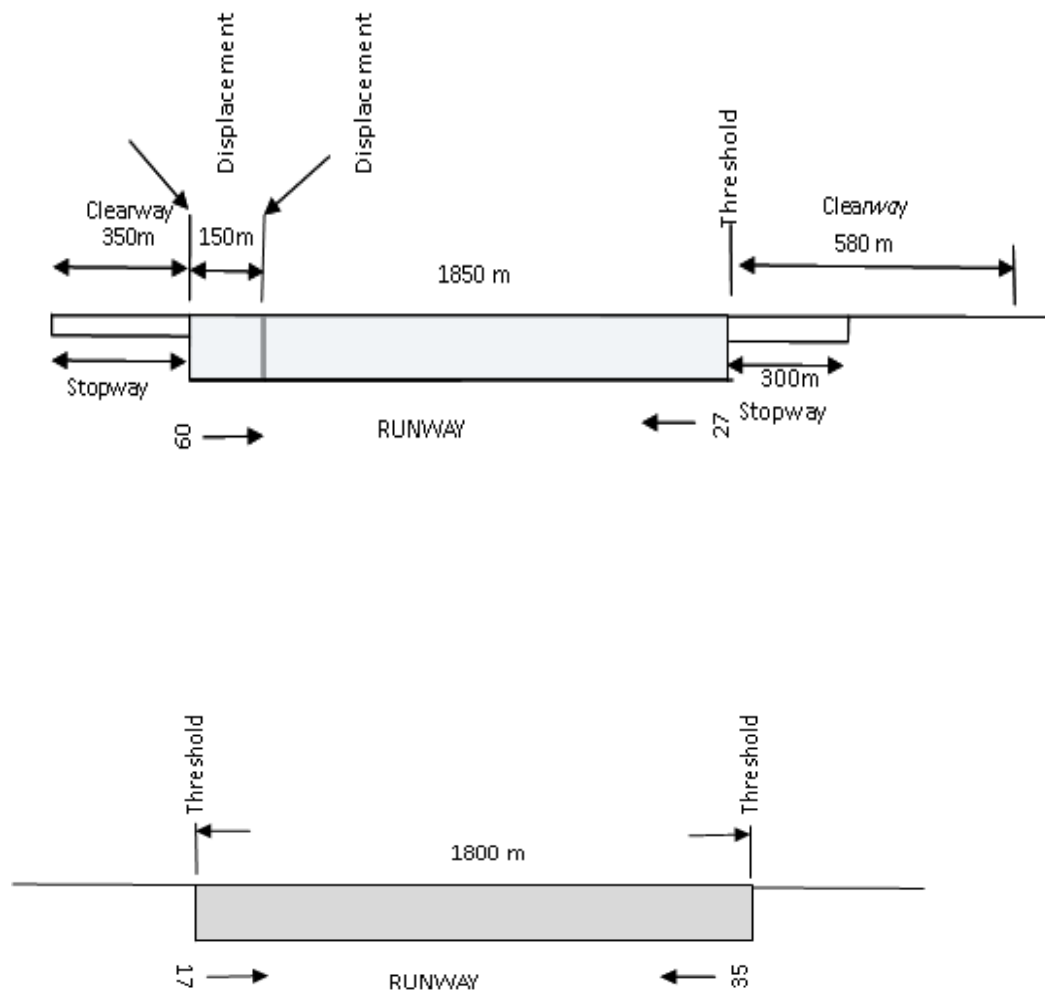 Displacement
Displacement
Threshold
Clearway
350m
150m
1850 m
Clearway
580 m
Stopway
300m
Stopway
09
RUNWAY
27
Threshold
Threshold
1800 m
17
RUNWAY
35